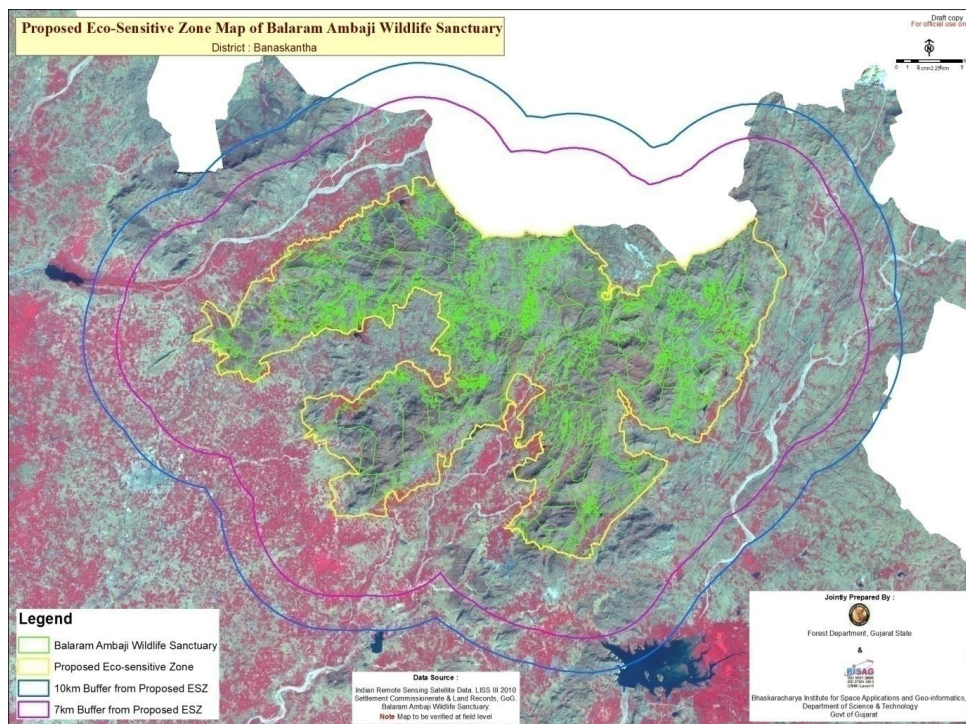 Proposed Eco-Sensitive Zone Map of Balaram Ambaji Wildlife Sanctuary
District : Banaskantha
Draft copy
For official us
N
Legend
Balaram Ambaji Wildlife Sanctuary
Proposed Eco-sensitive Zone
10km Buffer from Proposed ESZ
7km Buffer from Proposed ESZ
Data Source :
Indian Remote Sensing Satellite Data. LISS III 2010
Settlement Commissionerate & Land Records, GoG.
Balaram Ambaji Wildlife Sanctuary.
Note Map to be verified at field level
Jointly Prepared By :
Forest Department, Gujarat State
&
BISAG
Bhaskaracharya Institute for Space Applications and Geo-informatics,
Department of Science & Technology
Govt of Gujarat